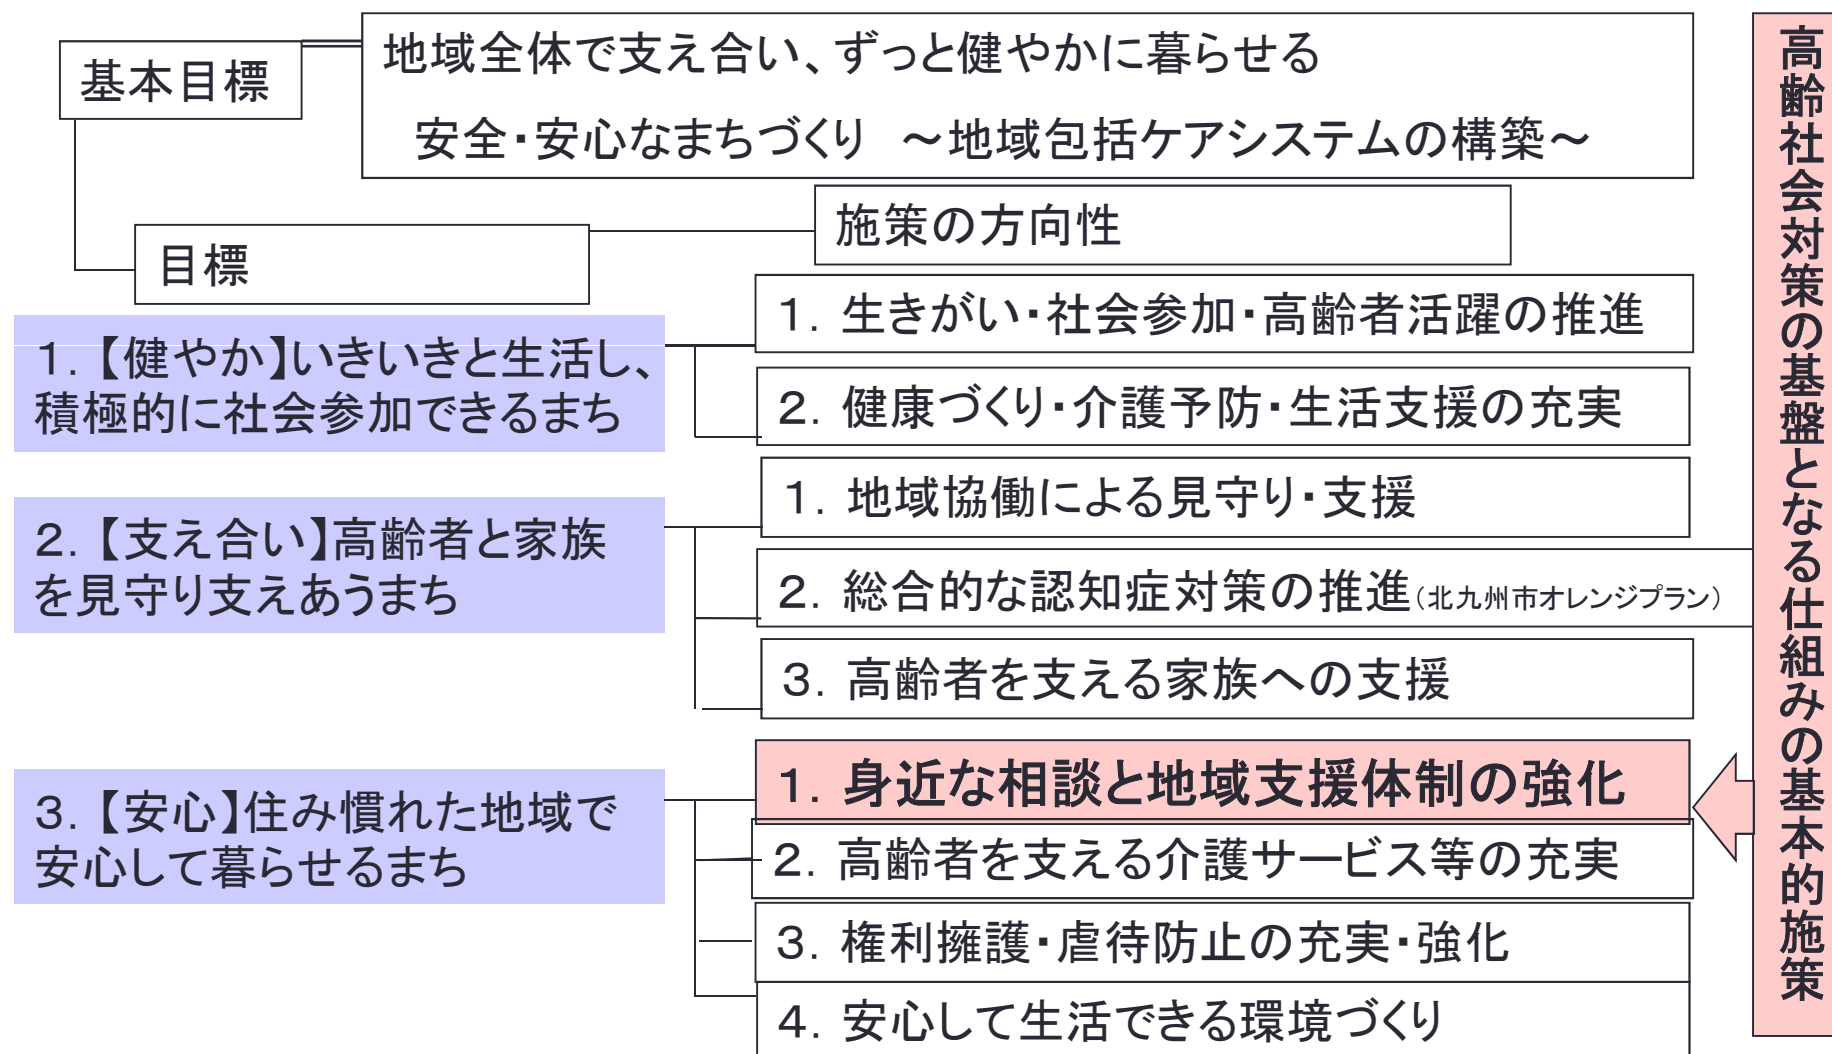 基本目標
地域全体で支え合い、ずっと健やかに暮らせる
安全・安心なまちづくり　～地域包括ケアシステムの構築～
目標
施策の方向性
1．【健やか】いきいきと生活し、
積極的に社会参加できるまち
1．生きがい・社会参加・高齢者活躍の推進
2．健康づくり・介護予防・生活支援の充実
2．【支え合い】高齢者と家族
を見守り支えあうまち
1．地域協働による見守り・支援
2．総合的な認知症対策の推進（北九州市オレンジプラン）
3．高齢者を支える家族への支援
3．【安心】住み慣れた地域で
安心して暮らせるまち
1．身近な相談と地域支援体制の強化
2．高齢者を支える介護サービス等の充実
3．権利擁護・虐待防止の充実・強化
4．安心して生活できる環境づくり
高齢社会対策の基盤となる仕組みの基本的施策